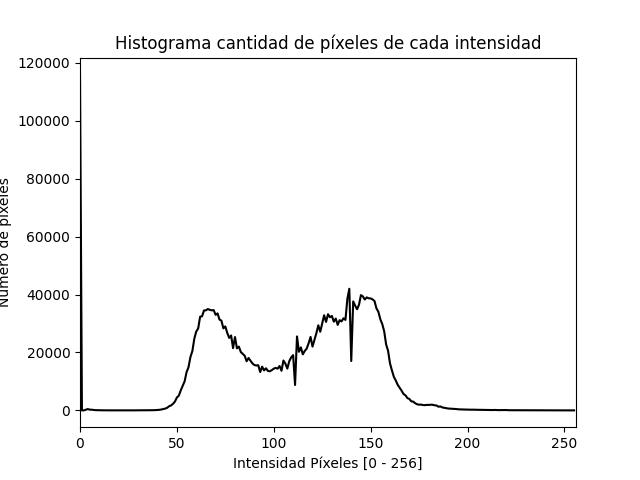 Histograma cantidad de píxeles de cada intensidad
120000
100000
80000
60000
40000
20000
0
Número de píxeles
0 50 100 150 200 250
Intensidad Píxeles [0 - 256]